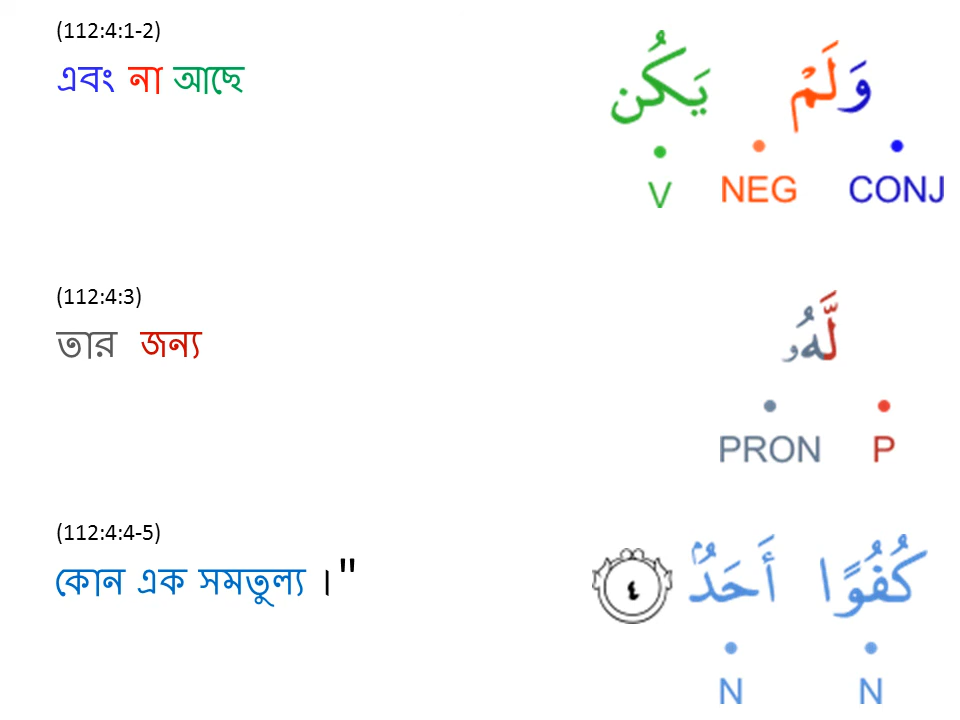 (112:4:1-2)
এবং না আছে
وَلَمْ يَكُن
V NEG CONJ
(112:4:3)
তার জন্য
لَّهُۥ
PRON P
(112:4:4-5)
কোন এক সমতুল্য ।"
كُفُوًا أَحَدٌۢ ٤
N N